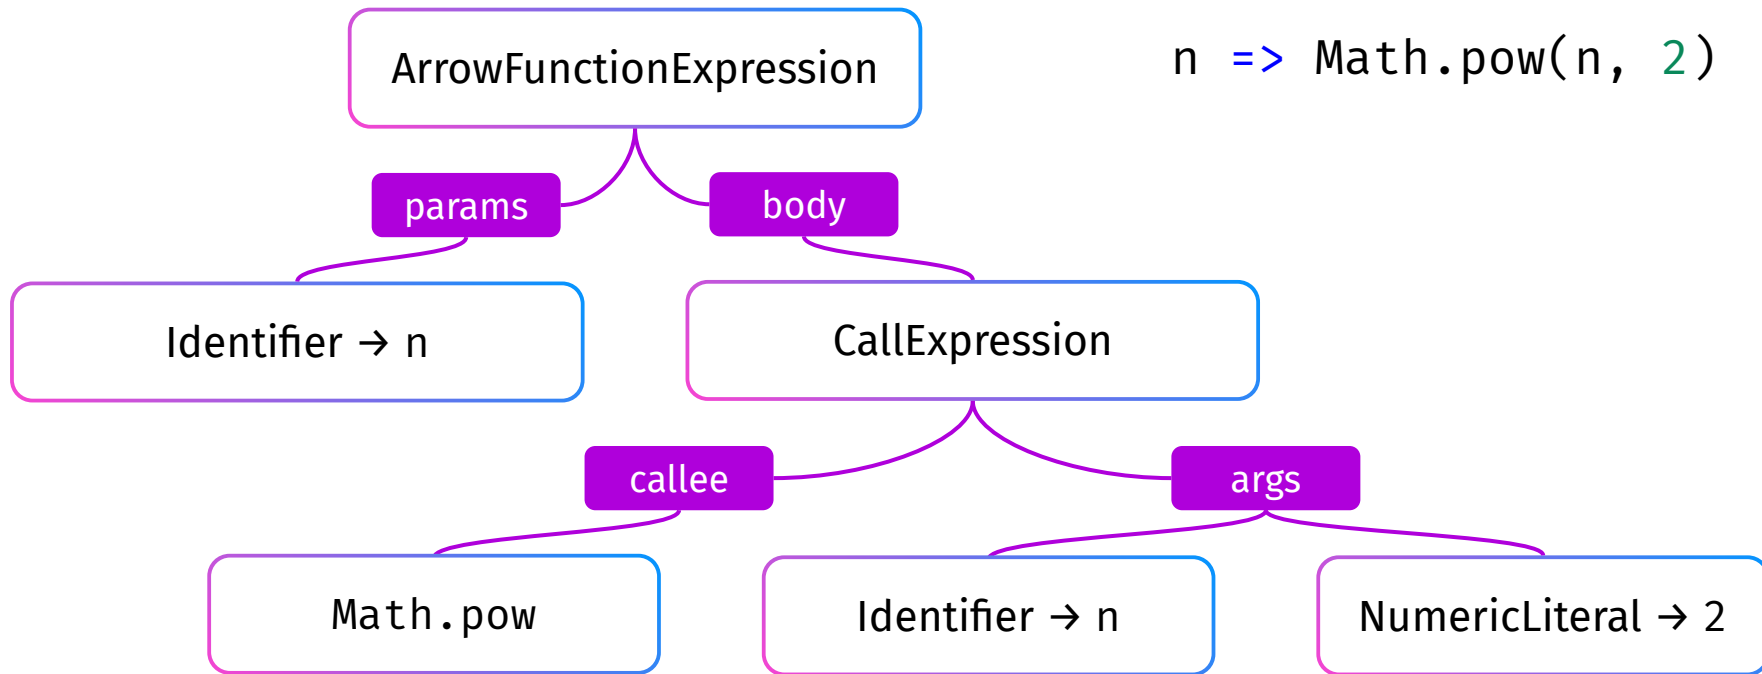 ArrowFunctionExpression
n => Math.pow(n, 2)
params
body
Identifier → n
CallExpression
callee
args
Math.pow
Identifier → n
NumericLiteral → 2